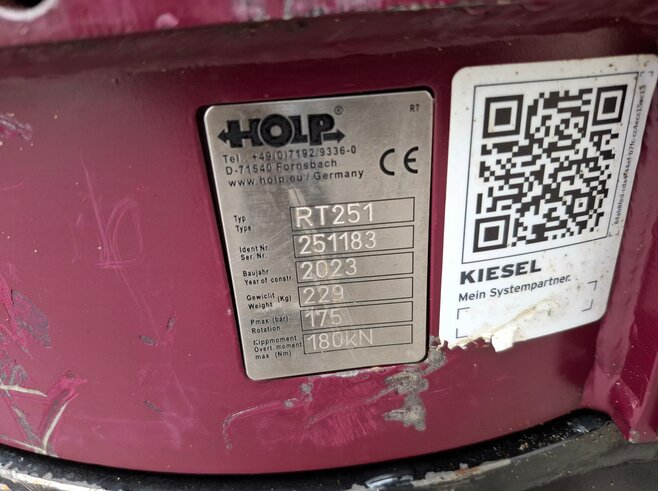 HOLP®
RT
Tel.: +49(0)7192/9336-0
D-71540 Fornsbach
www.holp.eu / Germany
CE
Typ
Type
RT251
Ident Nr.
Ser. Nr.
251183
Baujahr
Year of constr.
2023
Gewicht
Weight (Kg)
229
Pmax (bar)
Rotation
175
Kippmoment
Overt. moment
max (Nm)
180kN
KIESEL
Mein Systempartner.